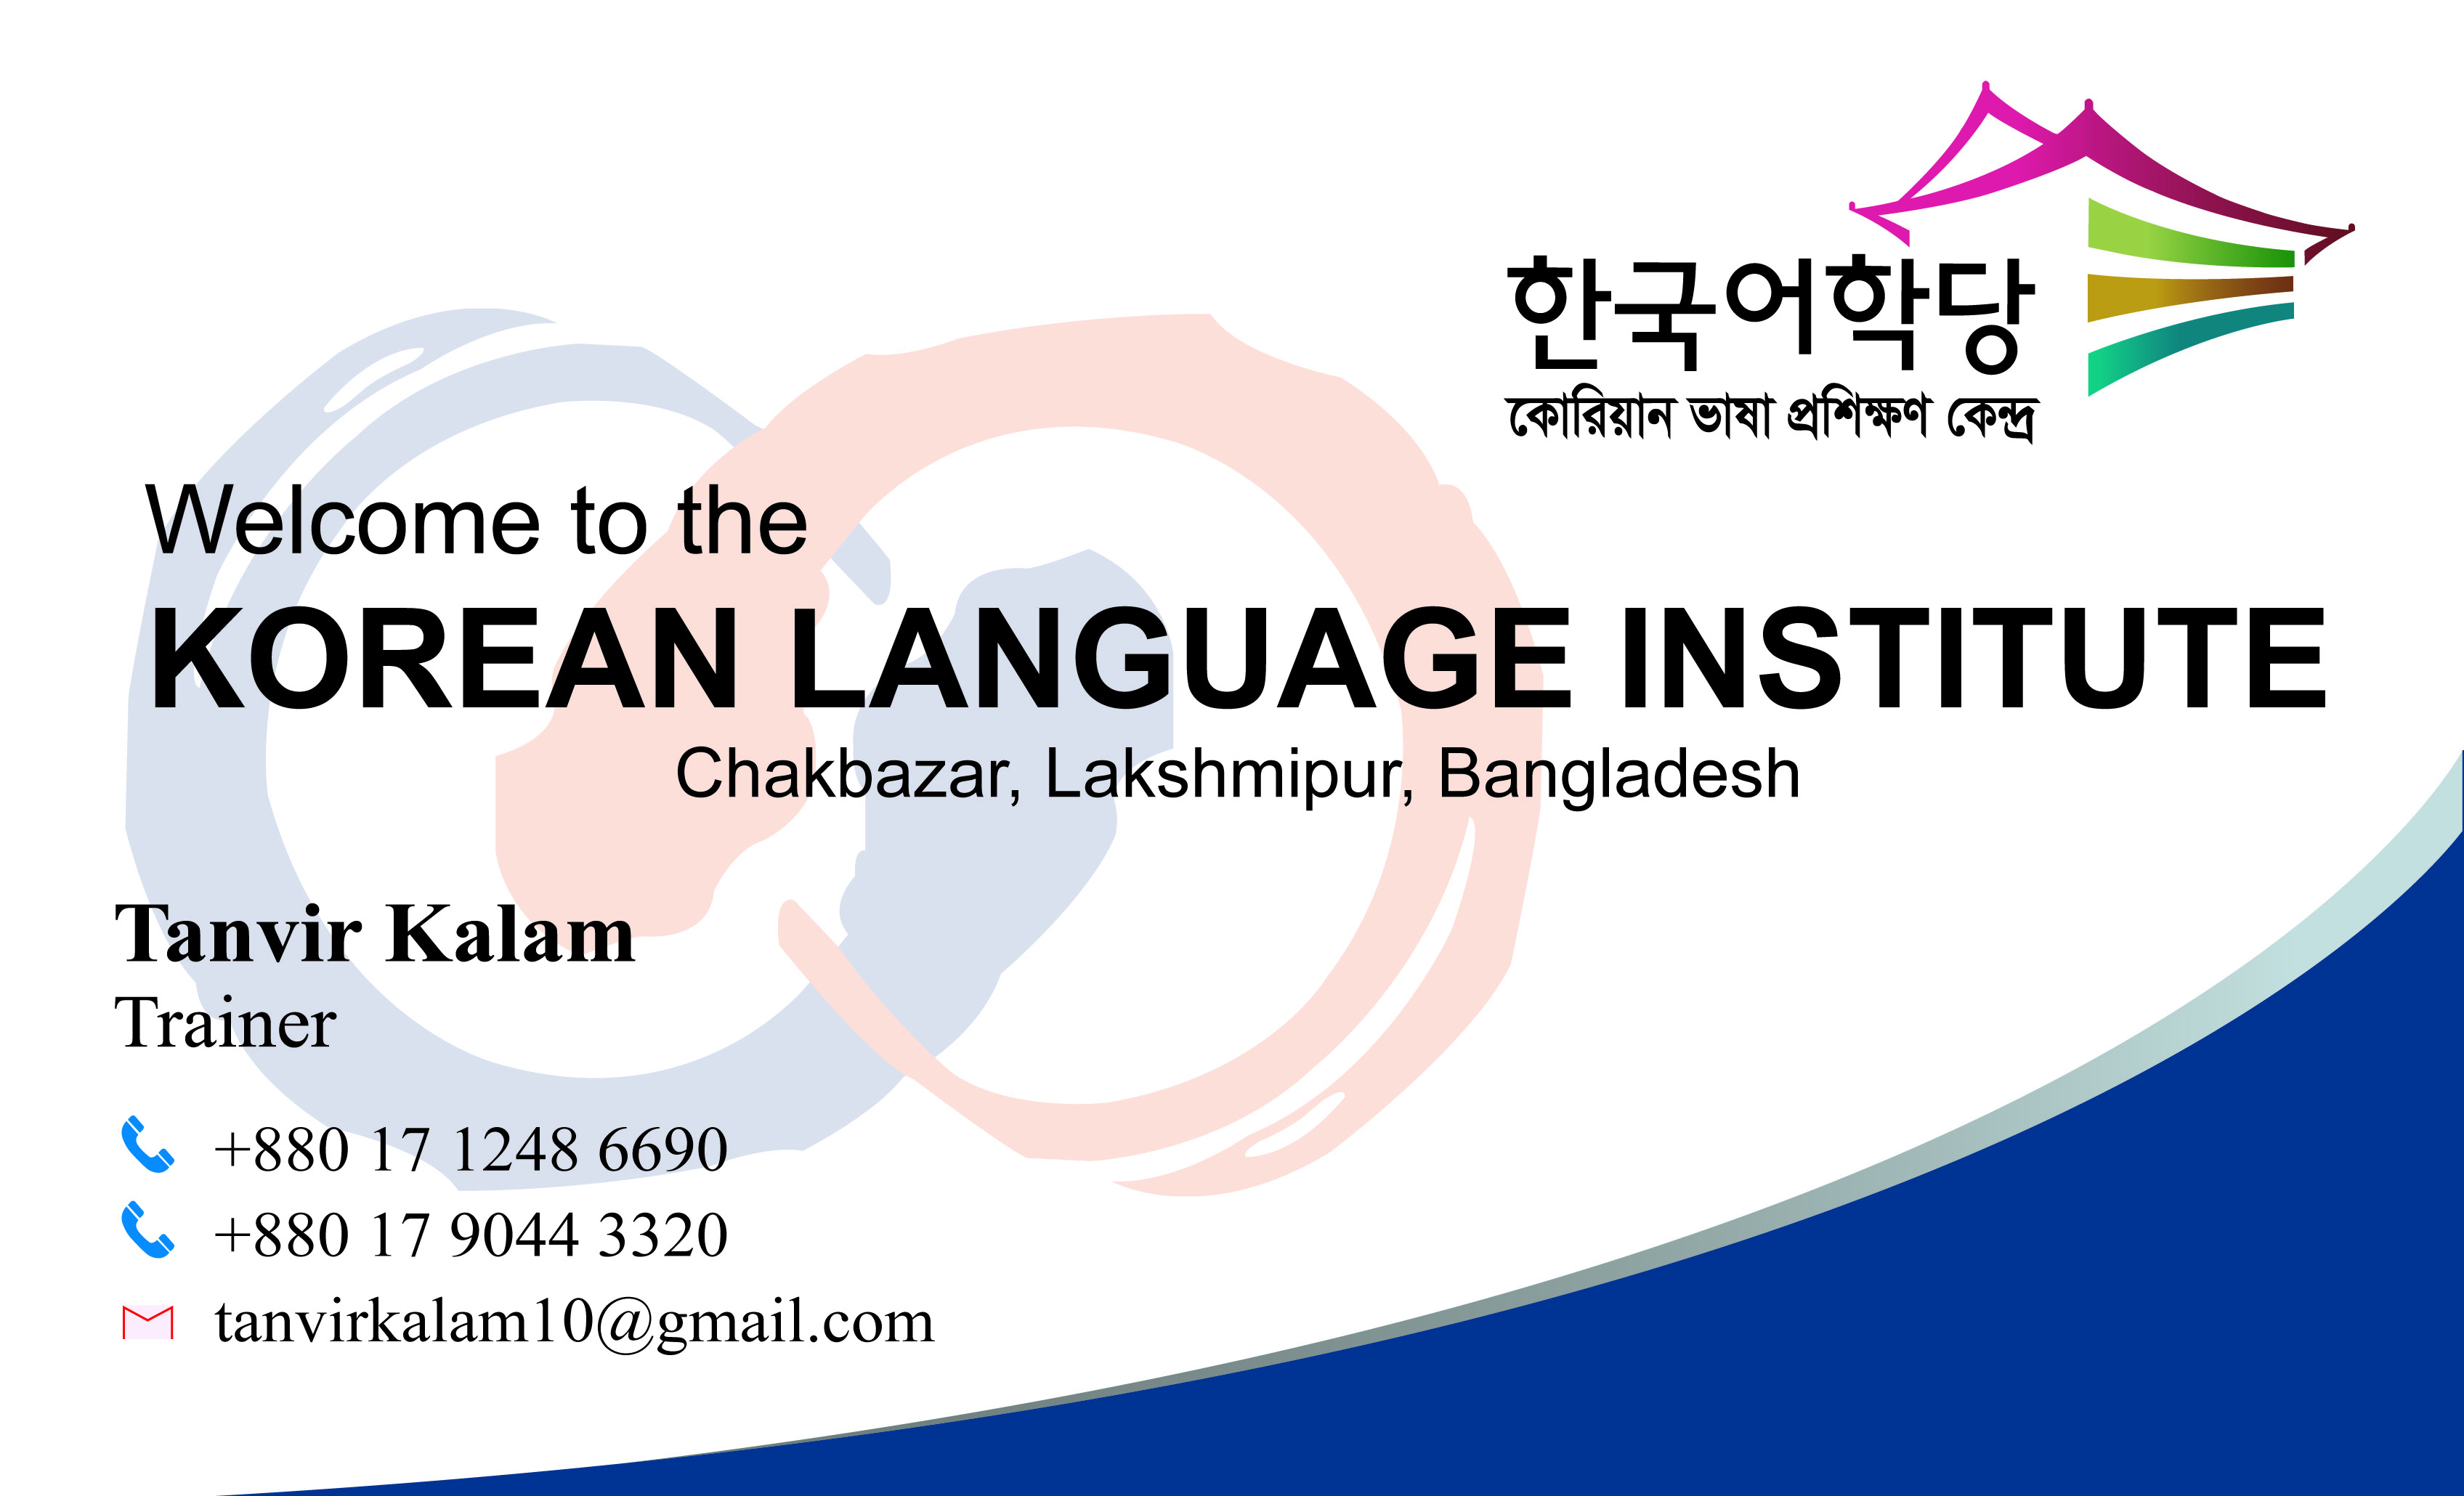 한국어학당
কোরিয়ান ভাষা প্রশিক্ষণ কেন্দ্র
Welcome to the
KOREAN LANGUAGE INSTITUTE
Chakbazar, Lakshmipur, Bangladesh
Tanvir Kalam
Trainer
+880 17 1248 6690
+880 17 9044 3320
tanvirkalam10@gmail.com